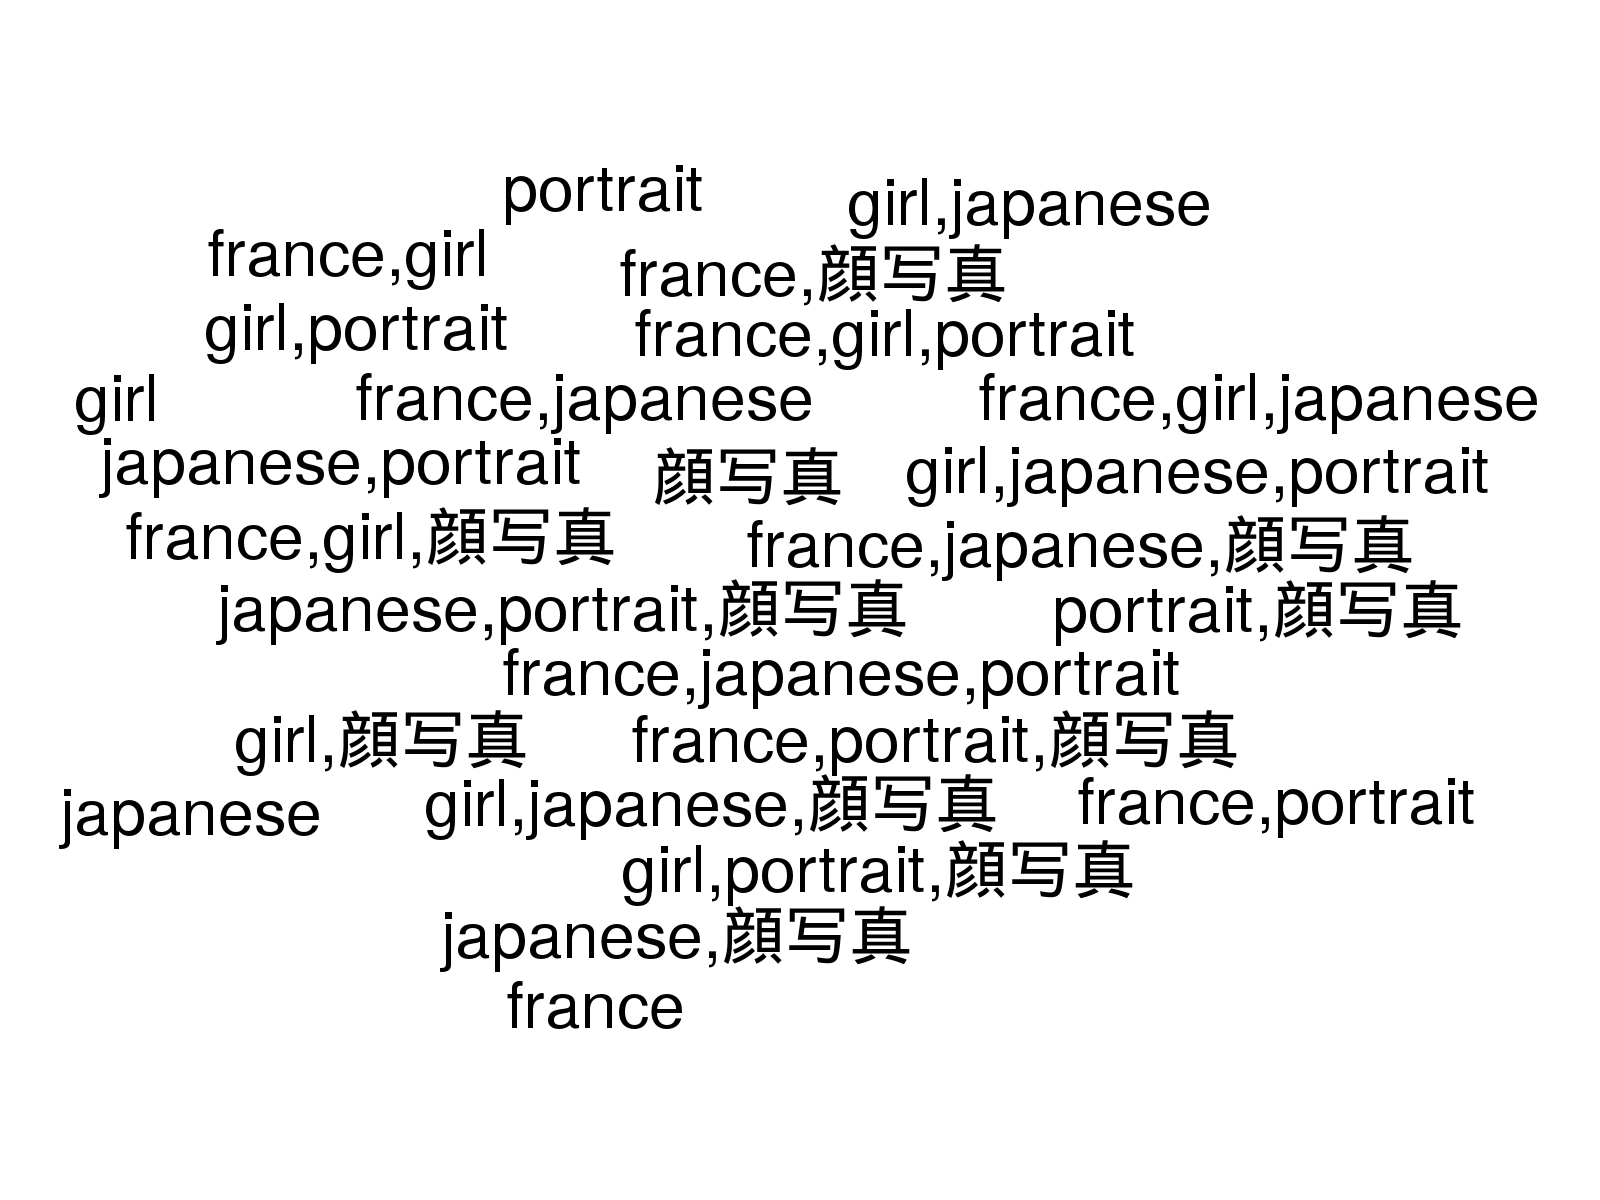 portrait
girl,japanese
france,girl
france,顔写真
girl,portrait
france,girl,portrait
girl
france,japanese
france,girl,japanese
japanese,portrait
顔写真
girl,japanese,portrait
france,girl,顔写真
france,japanese,顔写真
japanese,portrait,顔写真
portrait,顔写真
france,japanese,portrait
girl,顔写真
france,portrait,顔写真
japanese
girl,japanese,顔写真
france,portrait
girl,portrait,顔写真
japanese,顔写真
france